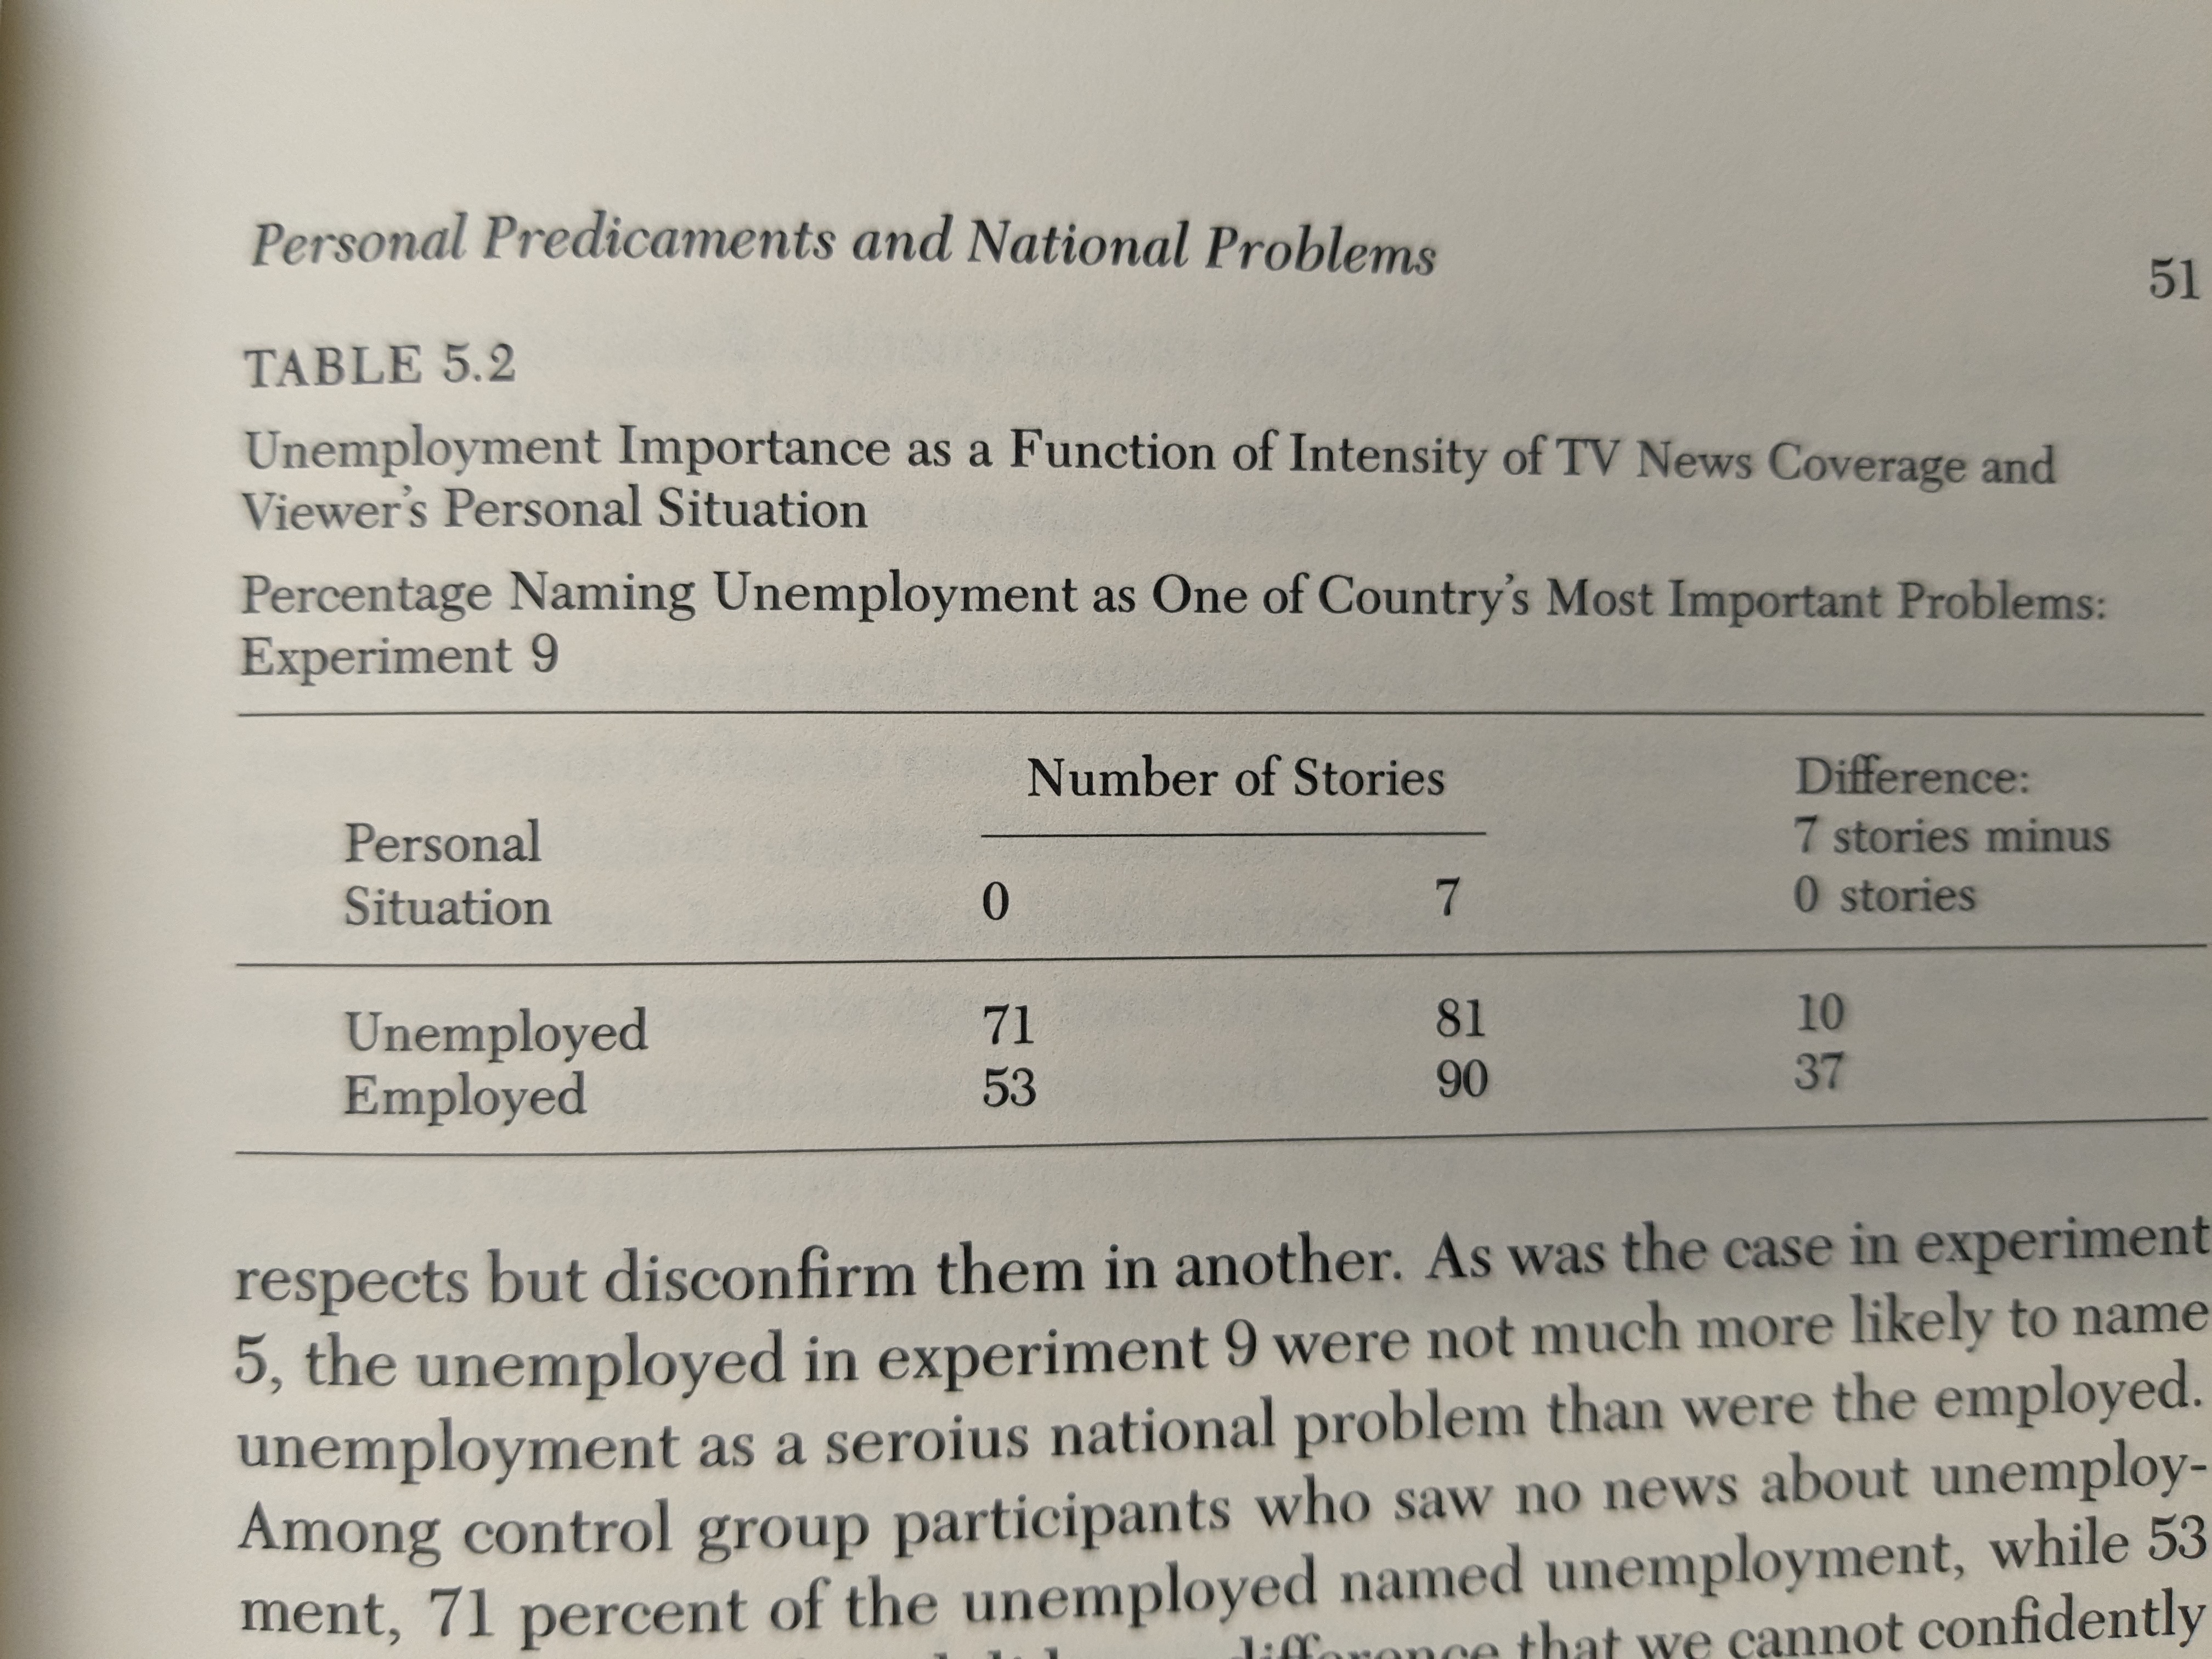 Personal Predicaments and National Problems 51
TABLE 5.2
Unemployment Importance as a Function of Intensity of TV News Coverage and
Viewer's Personal Situation
Percentage Naming Unemployment as One of Country's Most Important Problems:
Experiment 9
Number of Stories Difference:
Personal 7 stories minus
Situation 0 7 0 stories
Unemployed 71 81 10
Employed 53 90 37
respects but disconfirm them in another. As was the case in experiment
5, the unemployed in experiment 9 were not much more likely to name
unemployment as a seroius national problem than were the employed.
Among control group participants who saw no news about unemploy-
ment, 71 percent of the unemployed named unemployment, while 53
difference that we cannot confidently